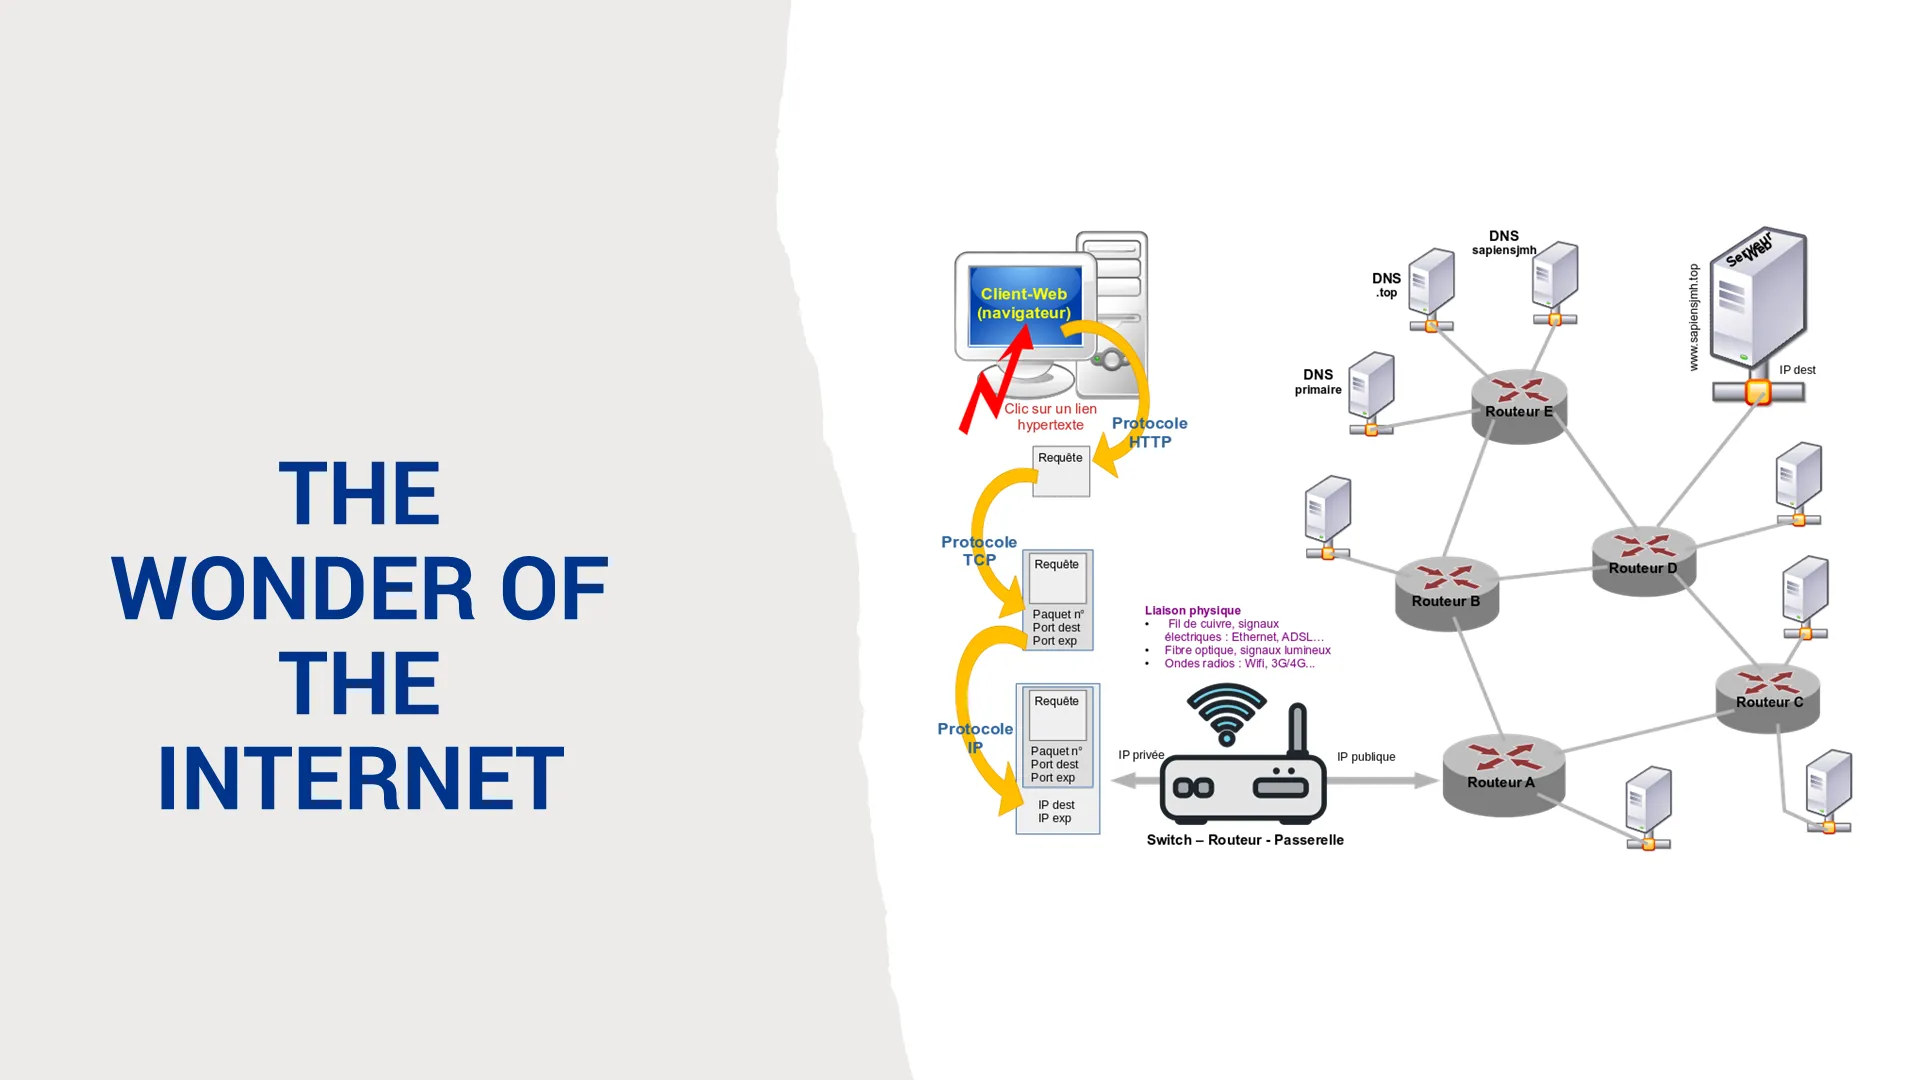 THE
WONDER OF
THE
INTERNET
Client-Web
(navigateur)
Clic sur un lien
hypertexte
Protocole
HTTP
Requête
Protocole
TCP
Requête
Paquet n°
Port dest
Port exp
Protocole
IP
Requête
Paquet n°
Port dest
Port exp
IP dest
IP exp
Liaison physique
• Fil de cuivre, signaux
électriques : Ethernet, ADSL...
• Fibre optique, signaux lumineux
• Ondes radios : Wifi, 3G/4G...
IP privée
IP publique
Switch – Routeur - Passerelle
DNS
.top
DNS
sapiensjmh
DNS
primaire
Serveur
Web
www.sapiensjmh.top
IP dest
Routeur E
Routeur D
Routeur B
Routeur C
Routeur A